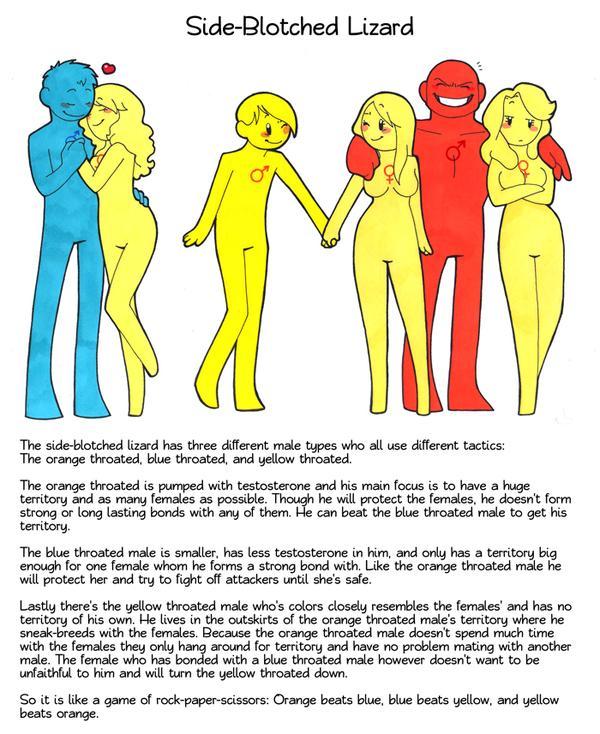 Side-Blotched Lizard
The side-blotched lizard has three different male types who all use different tactics:
The orange throated, blue throated, and yellow throated.
The orange throated is pumped with testosterone and his main focus is to have a huge
territory and as many females as possible. Though he will protect the females, he doesn't form
strong or long lasting bonds with any of them. He can beat the blue throated male to get his
territory.
The blue throated male is smaller, has less testosterone in him, and only has a territory big
enough for one female whom he forms a strong bond with. Like the orange throated male he
will protect her and try to fight off attackers until she's safe.
Lastly there's the yellow throated male who's colors closely resembles the females' and has no
territory of his own. He lives in the outskirts of the orange throated male's territory where he
sneak-breeds with the females. Because the orange throated male doesn't spend much time
with the females they only hang around for territory and have no problem mating with another
male. The female who has bonded with a blue throated male however doesn't want to be
unfaithful to him and will turn the yellow throated down.
So it is like a game of rock-paper-scissors: Orange beats blue, blue beats yellow, and yellow
beats orange.